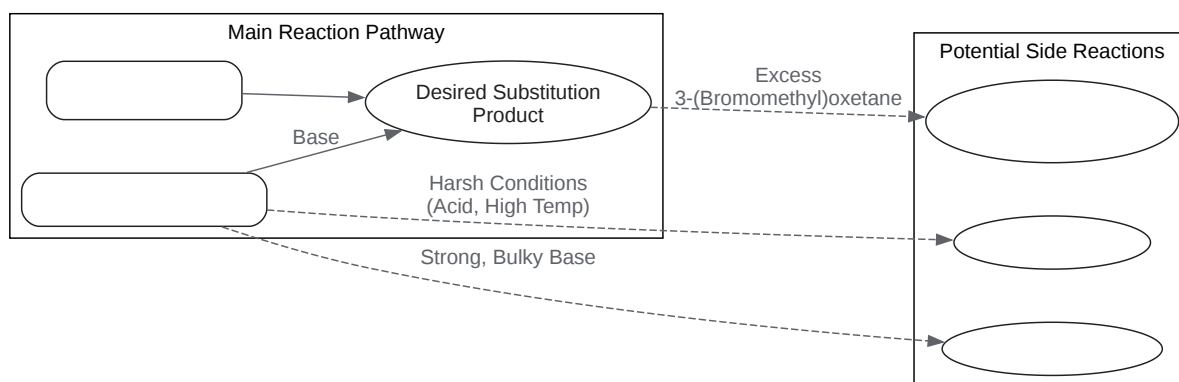 Main Reaction Pathway
Potential Side Reactions
Desired Substitution
Product
Excess
3-(Bromomethyl)oxetane
Base
Harsh Conditions
(Acid, High Temp)
Strong, Bulky Base